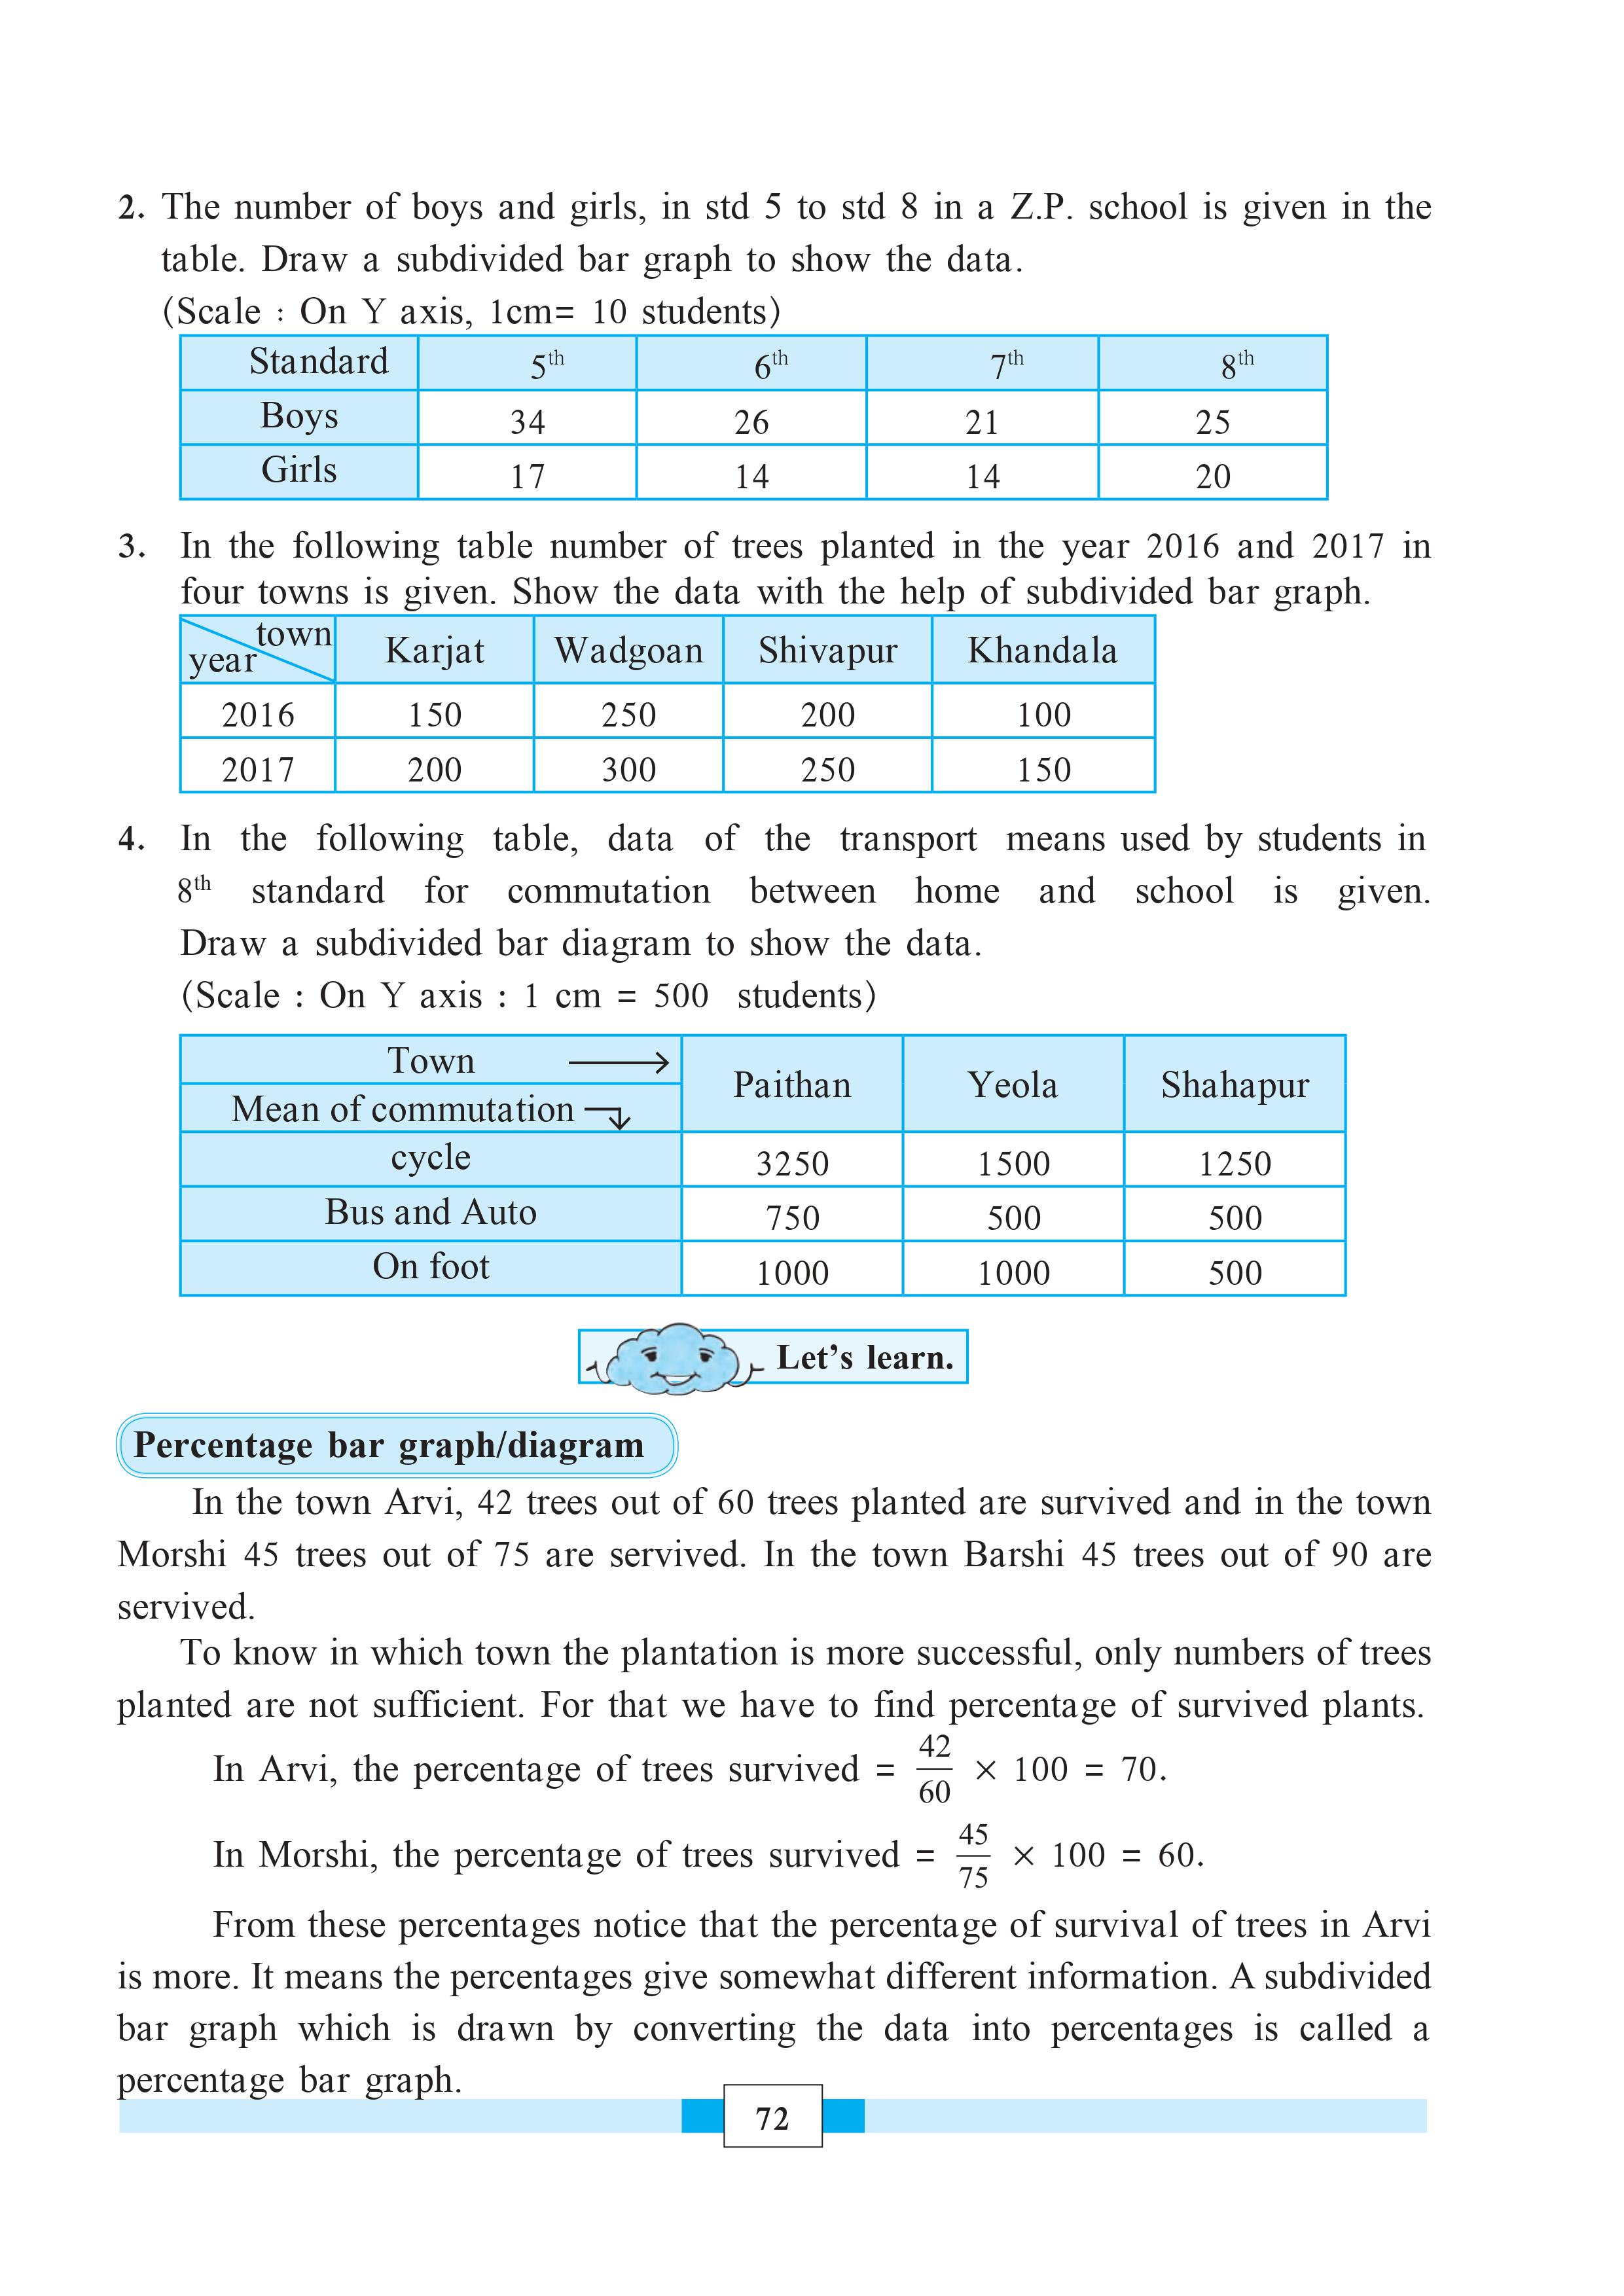 2. The number of boys and girls, in std 5 to std 8 in a Z.P. school is given in the
table. Draw a subdivided bar graph to show the data.
(Scale : On Y axis, 1cm= 10 students)
Standard 5th 6th 7th 8th
Boys 34 26 21 25
Girls 17 14 14 20
3. In the following table number of trees planted in the year 2016 and 2017 in
four towns is given. Show the data with the help of subdivided bar graph.
town
year Karjat Wadgoan Shivapur Khandala
2016 150 250 200 100
2017 200 300 250 150
4. In the following table, data of the transport means used by students in
8th standard for commutation between home and school is given.
Draw a subdivided bar diagram to show the data.
(Scale : On Y axis : 1 cm = 500 students)
Town → Paithan Yeola Shahapur
Mean of commutation
cycle 3250 1500 1250
Bus and Auto 750 500 500
On foot 1000 1000 500
Let's learn.
Percentage bar graph/diagram
In the town Arvi, 42 trees out of 60 trees planted are survived and in the town
Morshi 45 trees out of 75 are servived. In the town Barshi 45 trees out of 90 are
servived.
To know in which town the plantation is more successful, only numbers of trees
planted are not sufficient. For that we have to find percentage of survived plants.
In Arvi, the percentage of trees survived = 42/60 × 100 = 70.
In Morshi, the percentage of trees survived = 45/75 × 100 = 60.
From these percentages notice that the percentage of survival of trees in Arvi
is more. It means the percentages give somewhat different information. A subdivided
bar graph which is drawn by converting the data into percentages is called a
percentage bar graph.
72